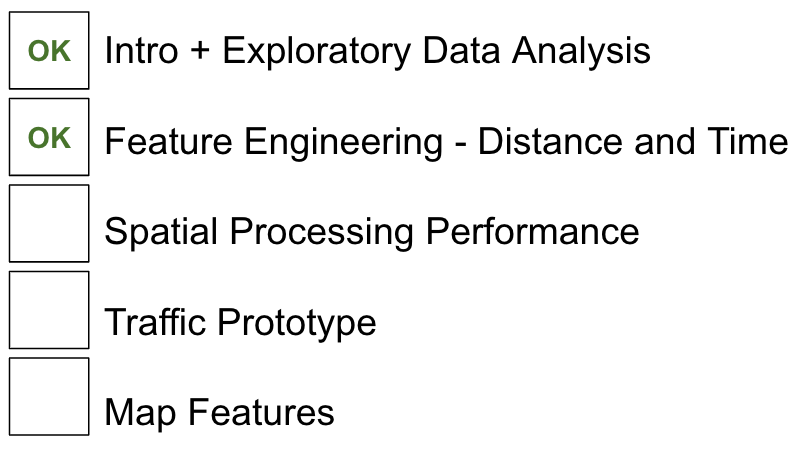 OK Intro + Exploratory Data Analysis
OK Feature Engineering - Distance and Time
Spatial Processing Performance
Traffic Prototype
Map Features